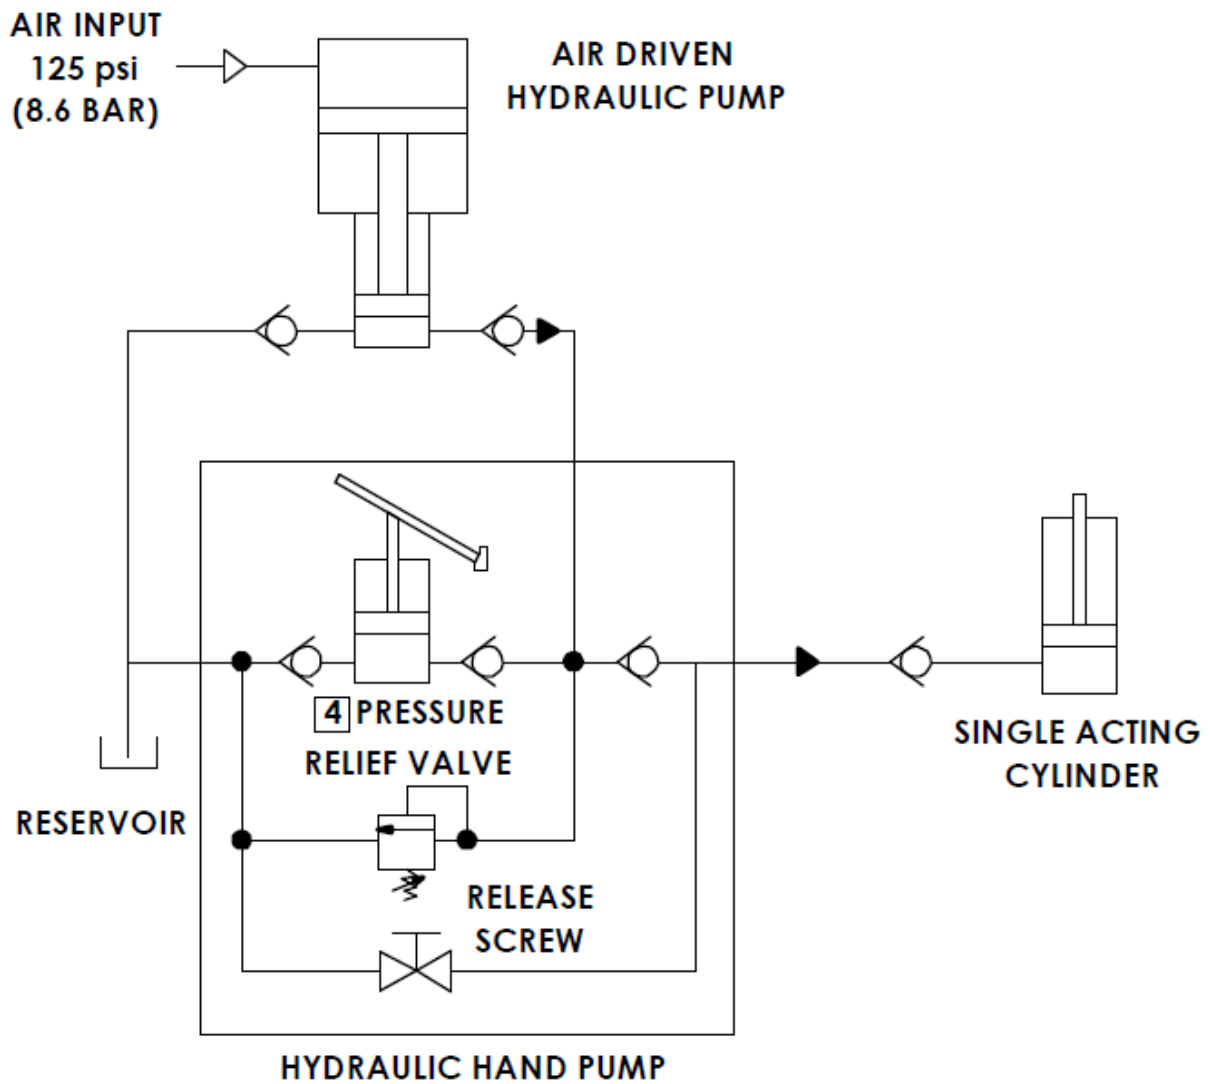 AIR INPUT
125 psi
(8.6 BAR)
AIR DRIVEN
HYDRAULIC PUMP
4 PRESSURE
RELIEF VALVE
SINGLE ACTING
CYLINDER
RESERVOIR
RELEASE
SCREW
HYDRAULIC HAND PUMP